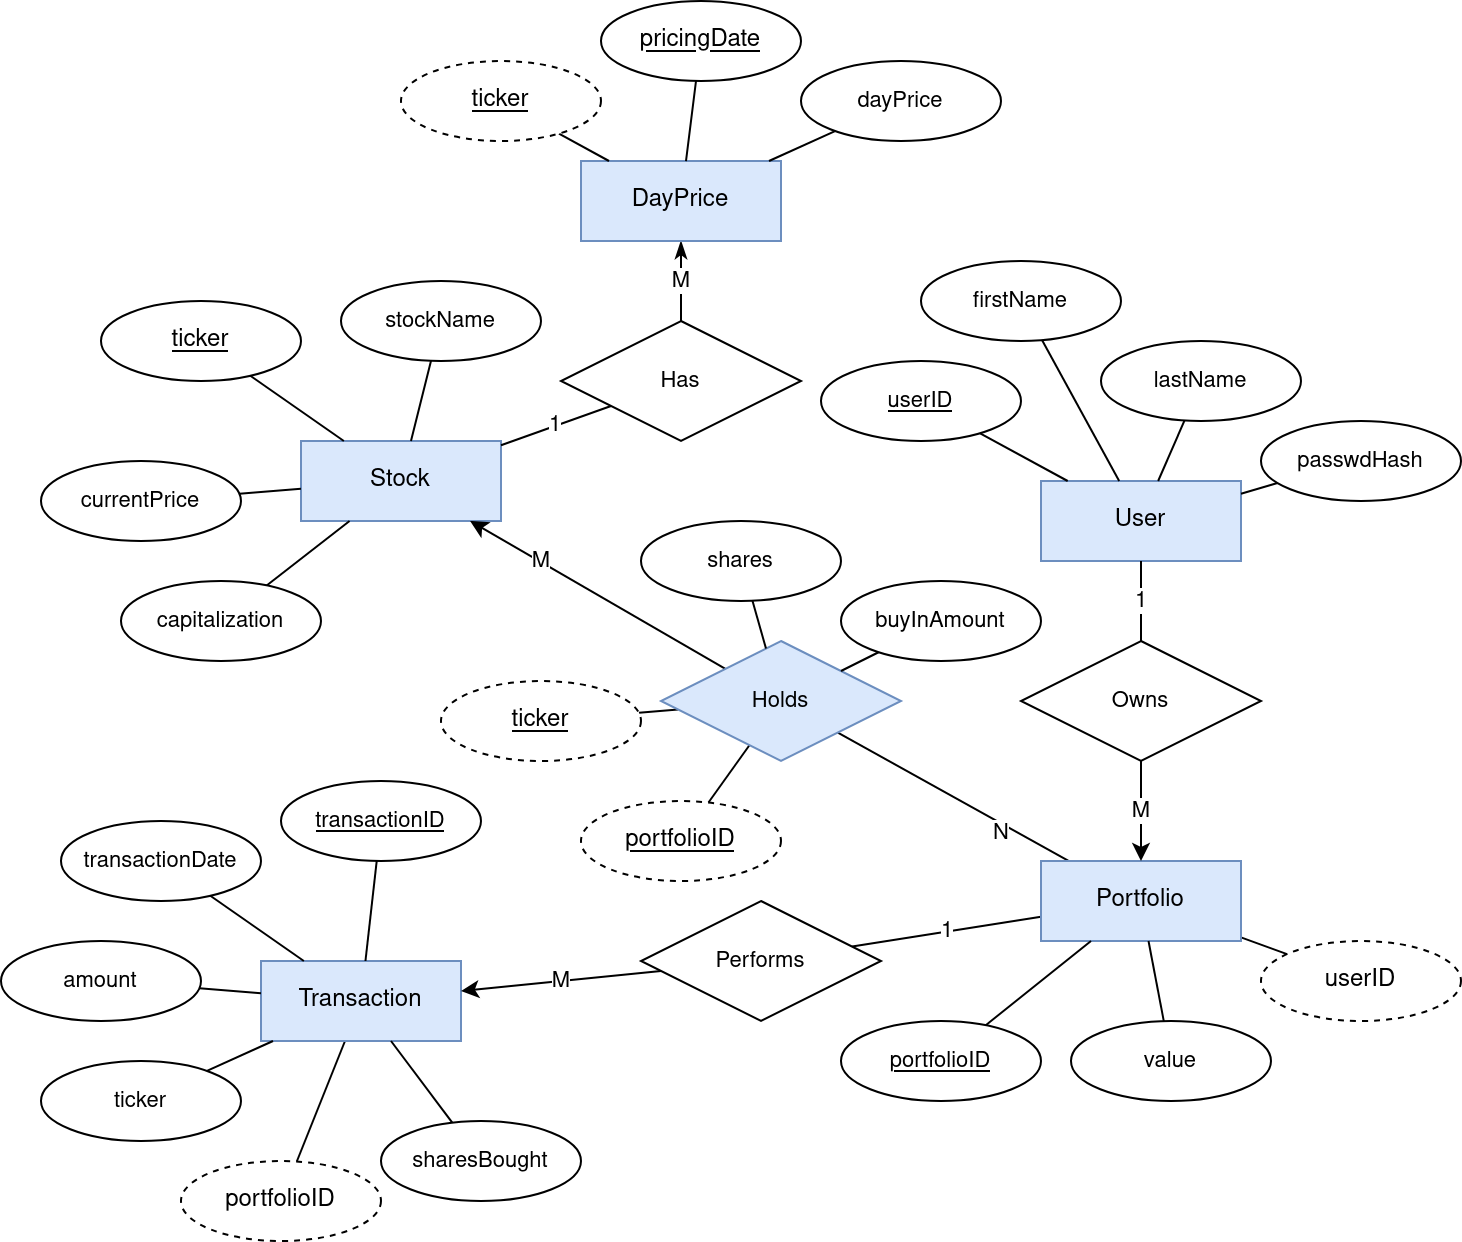 pricingDate
ticker
dayPrice
DayPrice
M
firstName
stockName
ticker
lastName
Has
userID
1
passwdHash
Stock
currentPrice
User
M
shares
1
capitalization
buyInAmount
Holds
Owns
ticker
M
transactionID
N
portfolioID
transactionDate
Portfolio
1
Performs
M
amount
userID
Transaction
portfolioID
value
ticker
sharesBought
portfolioID